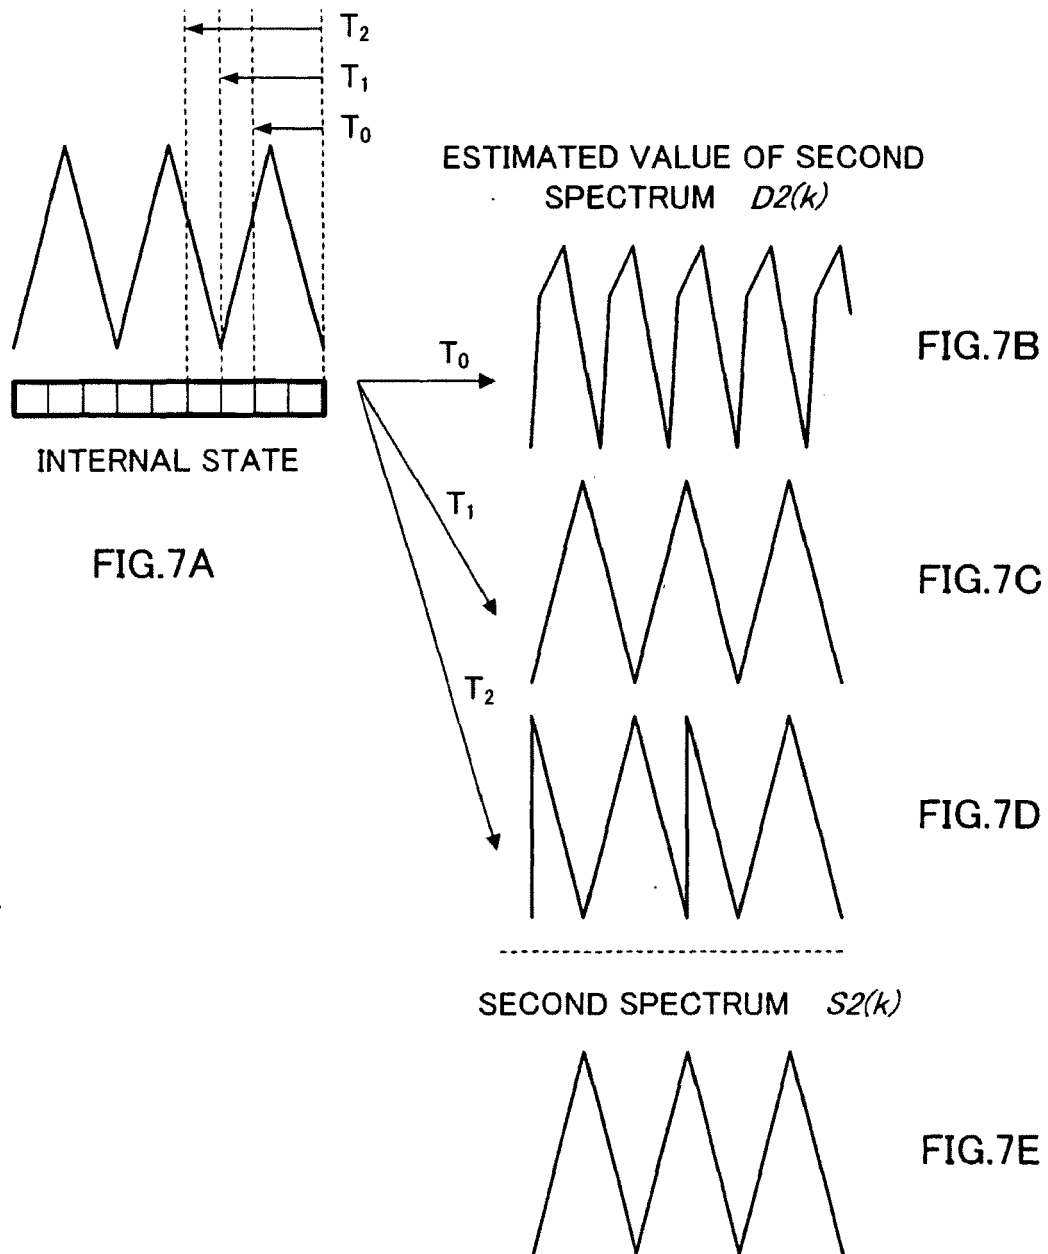 T2
T1
T0
ESTIMATED VALUE OF SECOND
SPECTRUM D2(k)
T0
FIG.7B
INTERNAL STATE
T1
FIG.7A
FIG.7C
T2
FIG.7D
SECOND SPECTRUM S2(k)
FIG.7E